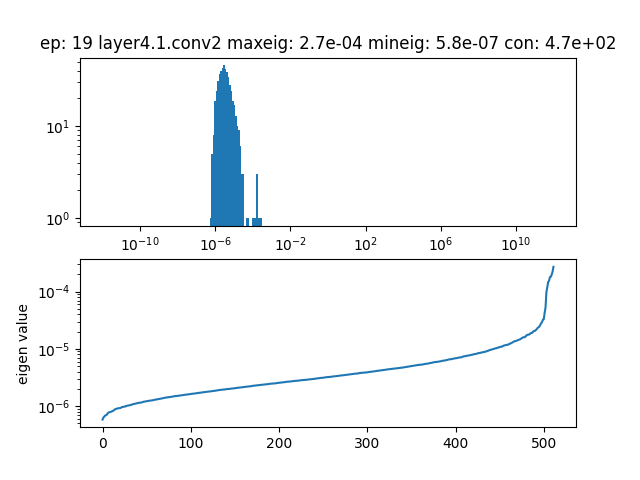 ep: 19 layer4.1.conv2 maxeig: 2.7e-04 mineig: 5.8e-07 con: 4.7e+02
10¹
10⁰
10⁻¹⁰ 10⁻⁶ 10⁻² 10² 10⁶ 10¹⁰
eigen value
10⁻⁴
10⁻⁵
10⁻⁶
0 100 200 300 400 500